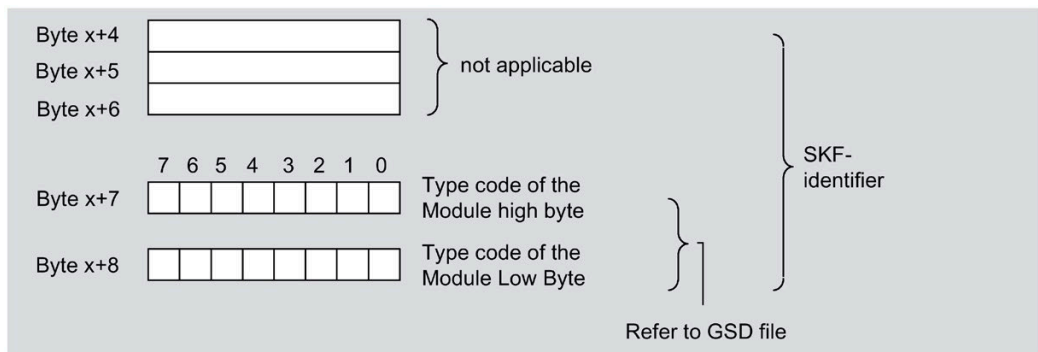 Byte x+4
Byte x+5
not applicable
Byte x+6
SKF-
identifier
7 6 5 4 3 2 1 0
Byte x+7
Type code of the
Module high byte
Byte x+8
Type code of the
Module Low Byte
Refer to GSD file